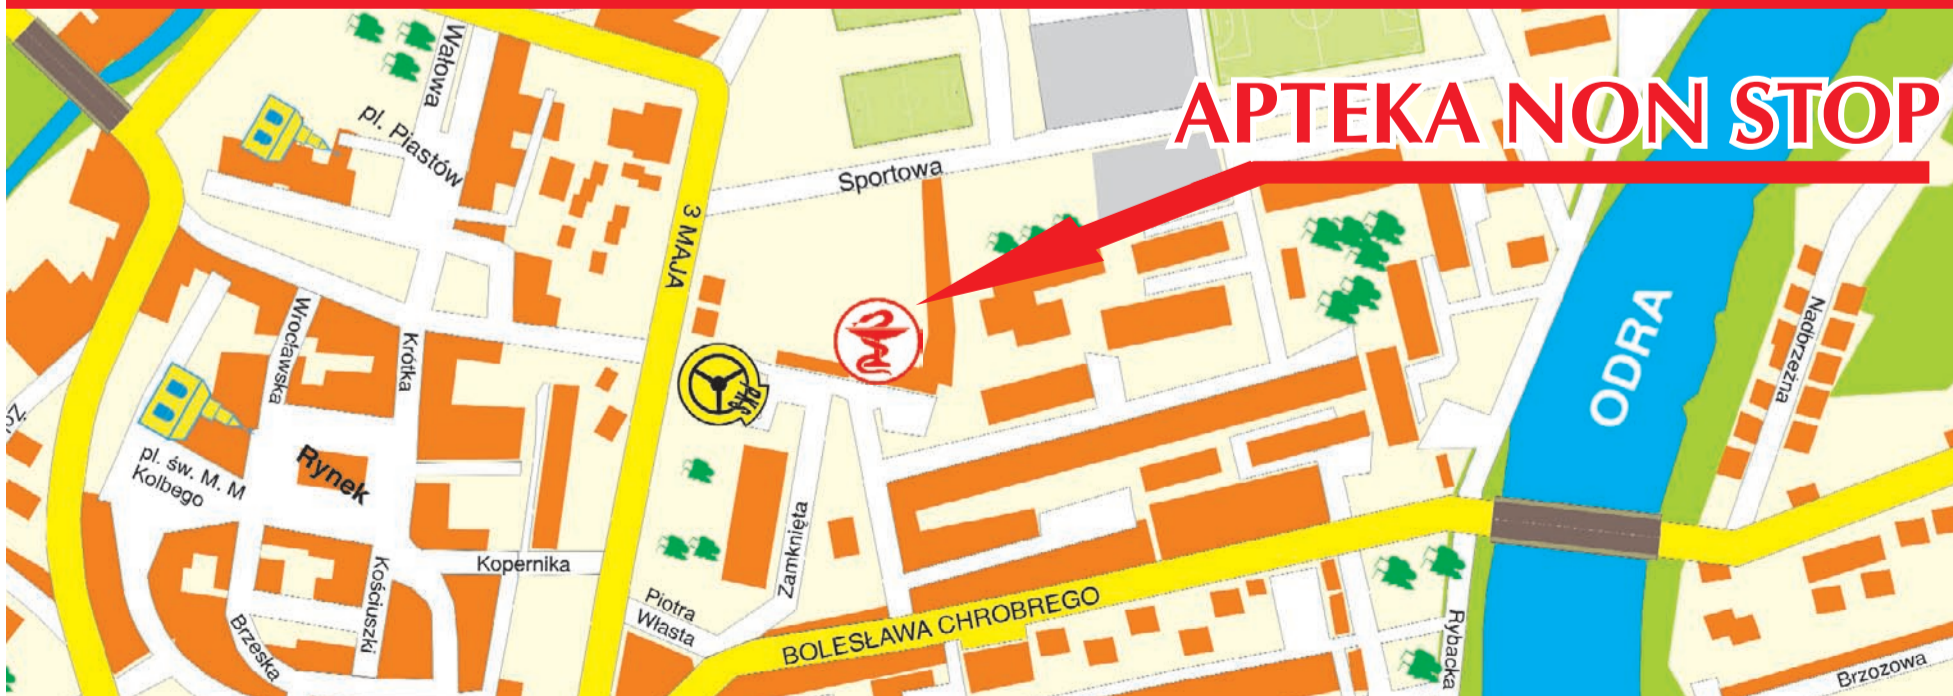 APTEKA NON STOP
Wałowa
pl. Piastów
Sportowa
3 MAJA
ODRA
Nadbrzeżna
Wrocławska
Krótka
PKS
pl. św. M. M
Kolbego
Rynek
Zamknięta
Kopernika
Kościuszki
Brzeska
Piotra
Własta
BOLESŁAWA CHROBREGO
Rybacka
Brzozowa